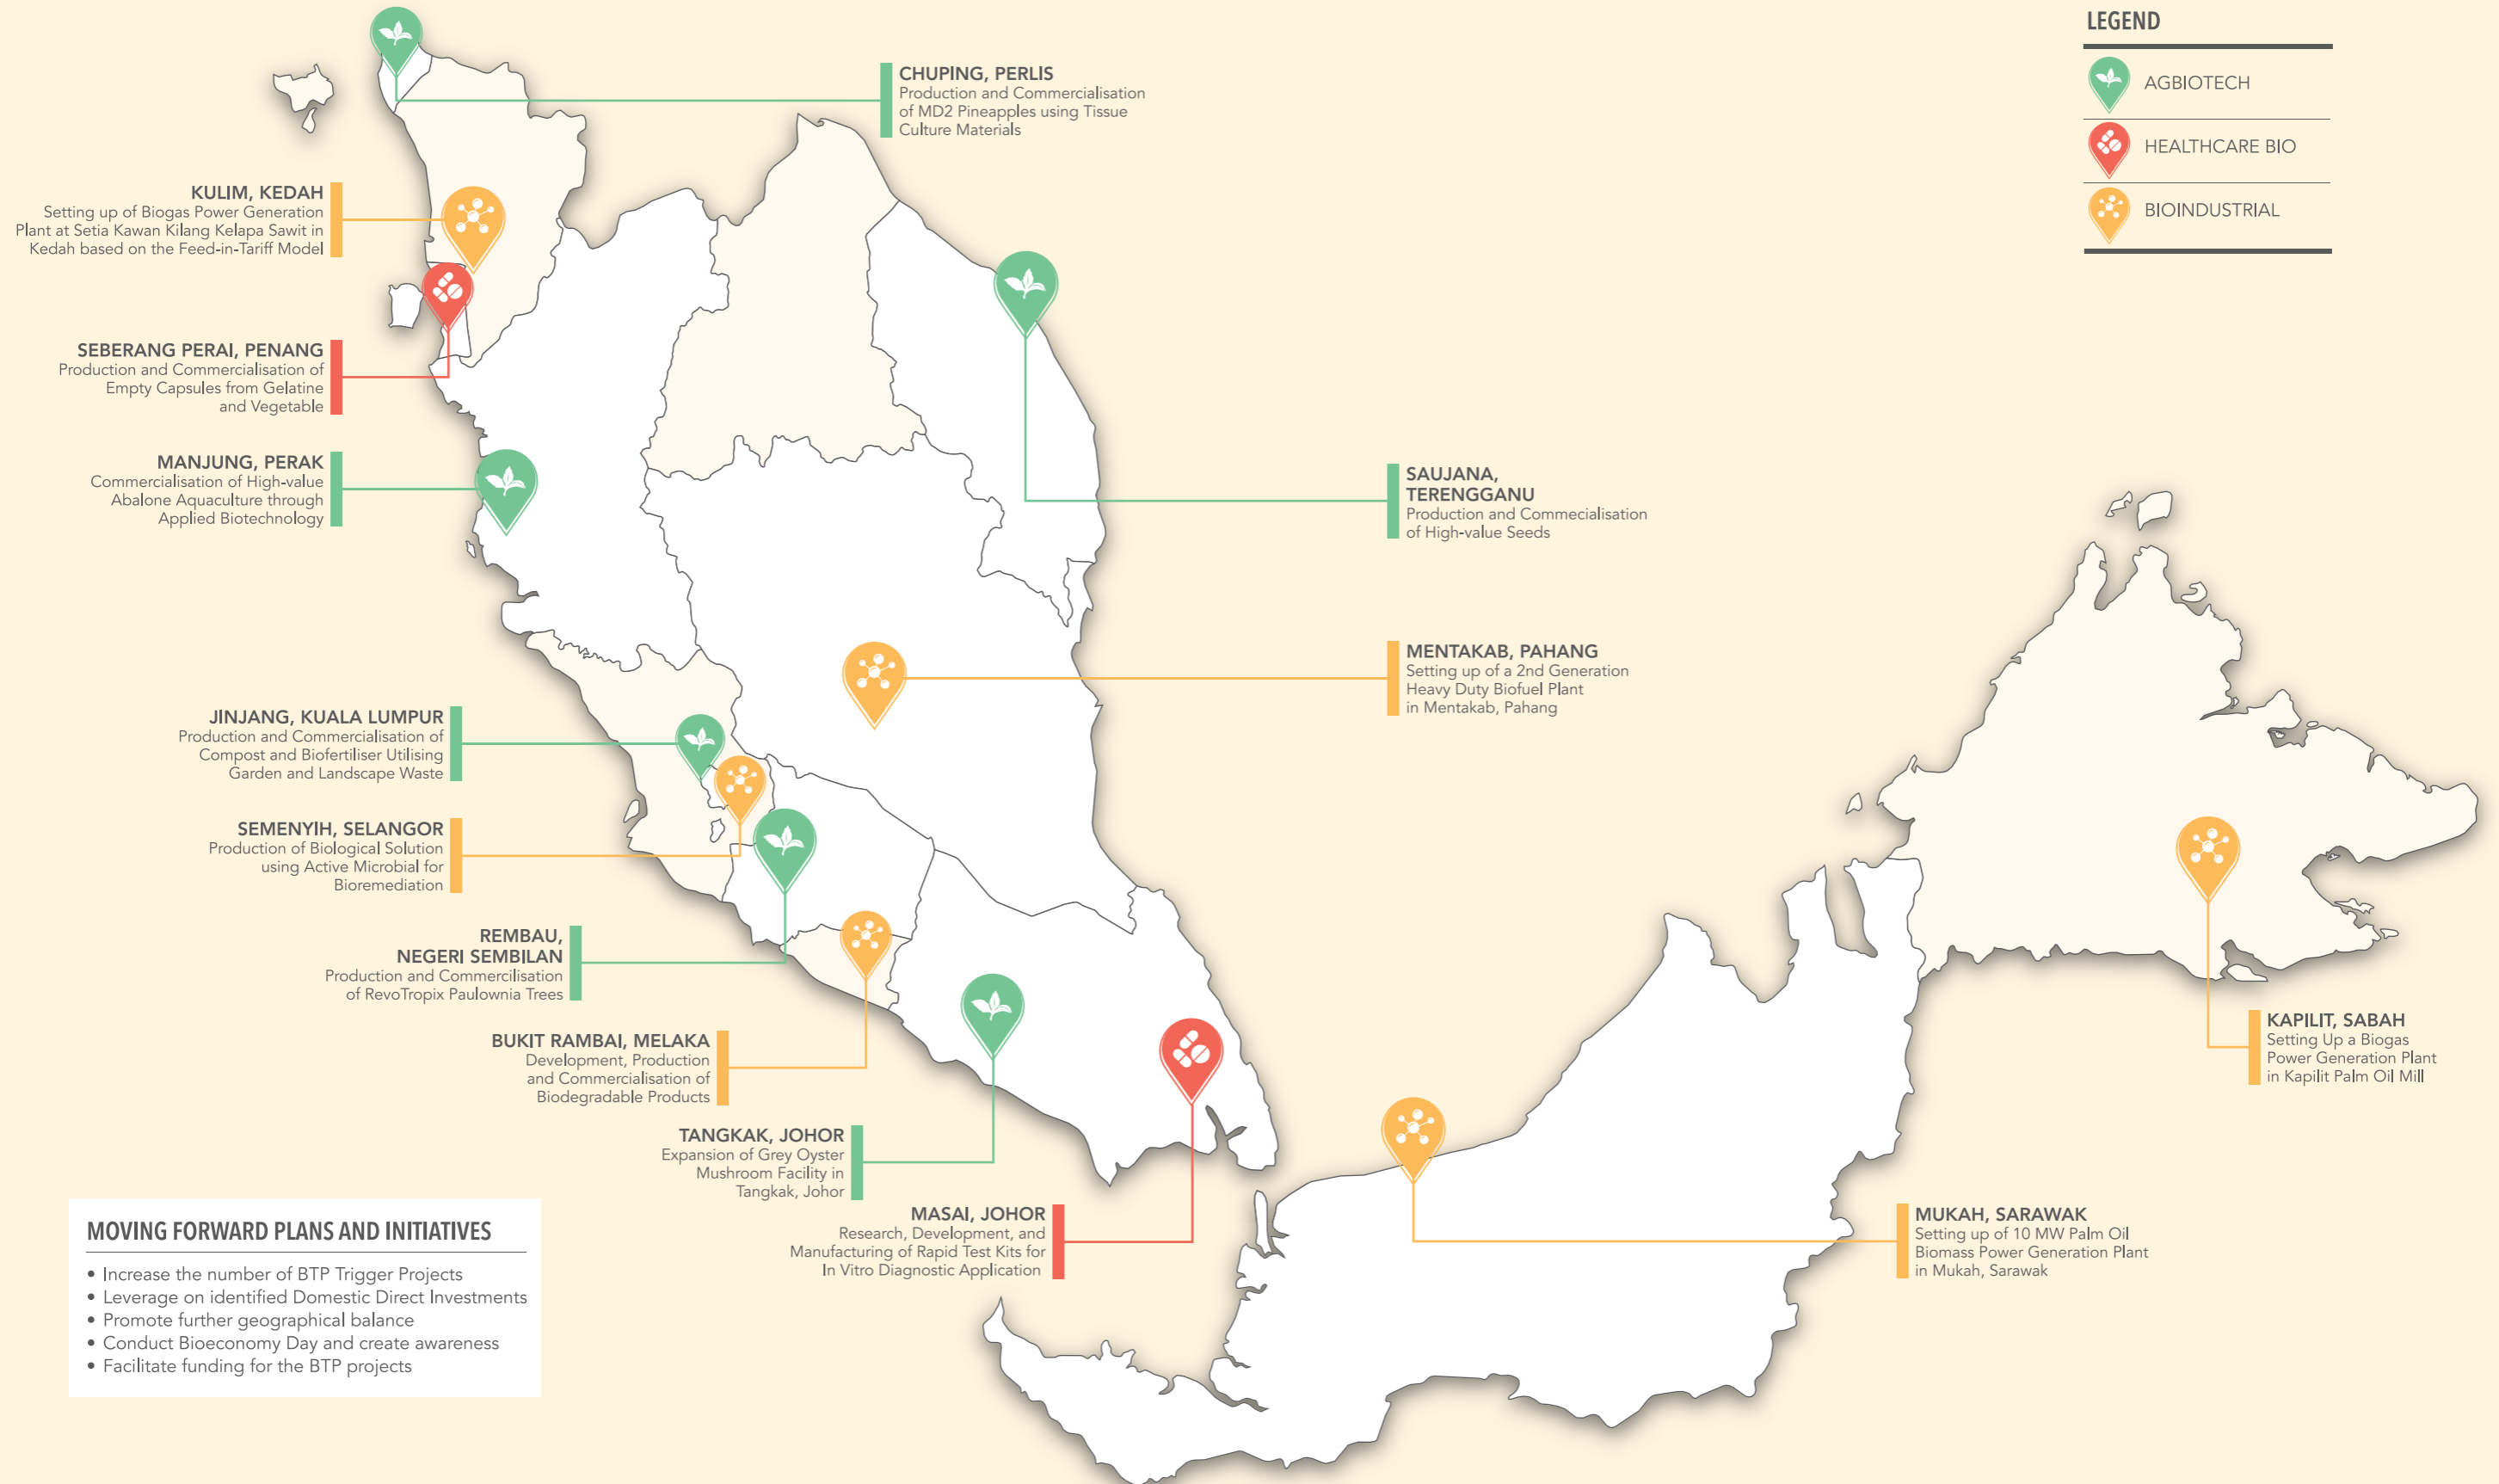 LEGEND
AGBIOTECH
HEALTHCARE BIO
BIOINDUSTRIAL
CHUPING, PERLIS
Production and Commercialisation
of MD2 Pineapples using Tissue
Culture Materials
KULIM, KEDAH
Setting up of Biogas Power Generation
Plant at Setia Kawan Kilang Kelapa Sawit in
Kedah based on the Feed-in-Tariff Model
SEBERANG PERAI, PENANG
Production and Commercialisation of
Empty Capsules from Gelatine
and Vegetable
MANJUNG, PERAK
Commercialisation of High-value
Abalone Aquaculture through
Applied Biotechnology
SAUJANA,
TERENGGANU
Production and Commecialisation
of High-value Seeds
MENTAKAB, PAHANG
Setting up of a 2nd Generation
Heavy Duty Biofuel Plant
in Mentakab, Pahang
JINJANG, KUALA LUMPUR
Production and Commercialisation of
Compost and Biofertiliser Utilising
Garden and Landscape Waste
SEMENYIH, SELANGOR
Production of Biological Solution
using Active Microbial for
Bioremediation
REMBAU,
NEGERI SEMBILAN
Production and Commercilisation
of RevoTropix Paulownia Trees
BUKIT RAMBAI, MELAKA
Development, Production
and Commercialisation of
Biodegradable Products
TANGKAK, JOHOR
Expansion of Grey Oyster
Mushroom Facility in
Tangkak, Johor
MASAI, JOHOR
Research, Development, and
Manufacturing of Rapid Test Kits for
In Vitro Diagnostic Application
KAPILIT, SABAH
Setting Up a Biogas
Power Generation Plant
in Kapilit Palm Oil Mill
MUKAH, SARAWAK
Setting up of 10 MW Palm Oil
Biomass Power Generation Plant
in Mukah, Sarawak
MOVING FORWARD PLANS AND INITIATIVES
• Increase the number of BTP Trigger Projects
• Leverage on identified Domestic Direct Investments
• Promote further geographical balance
• Conduct Bioeconomy Day and create awareness
• Facilitate funding for the BTP projects